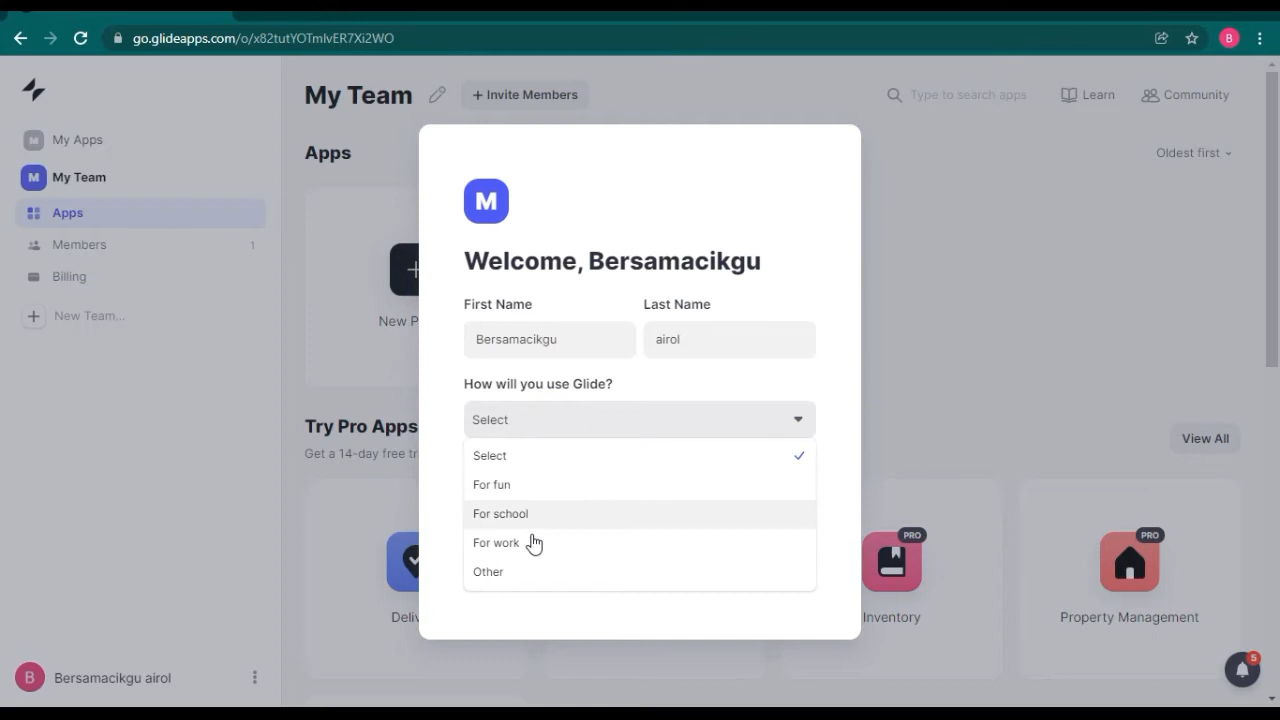 go.glideapps.com/o/x82tutYOTmlvER7Xi2WO
B
My Team
+ Invite Members
Type to search apps
Learn
Community
M
My Apps
M
My Team
Apps
Members
1
Billing
+ New Team...
Apps
Oldest first
New P
Try Pro Apps
Get a 14-day free tr
View All
M
Welcome, Bersamacikgu
First Name
Last Name
Bersamacikgu
airol
How will you use Glide?
Select
Select
For fun
For school
For work
Other
PRO
PRO
Deliv
Inventory
Property Management
B
Bersamacikgu airol
5